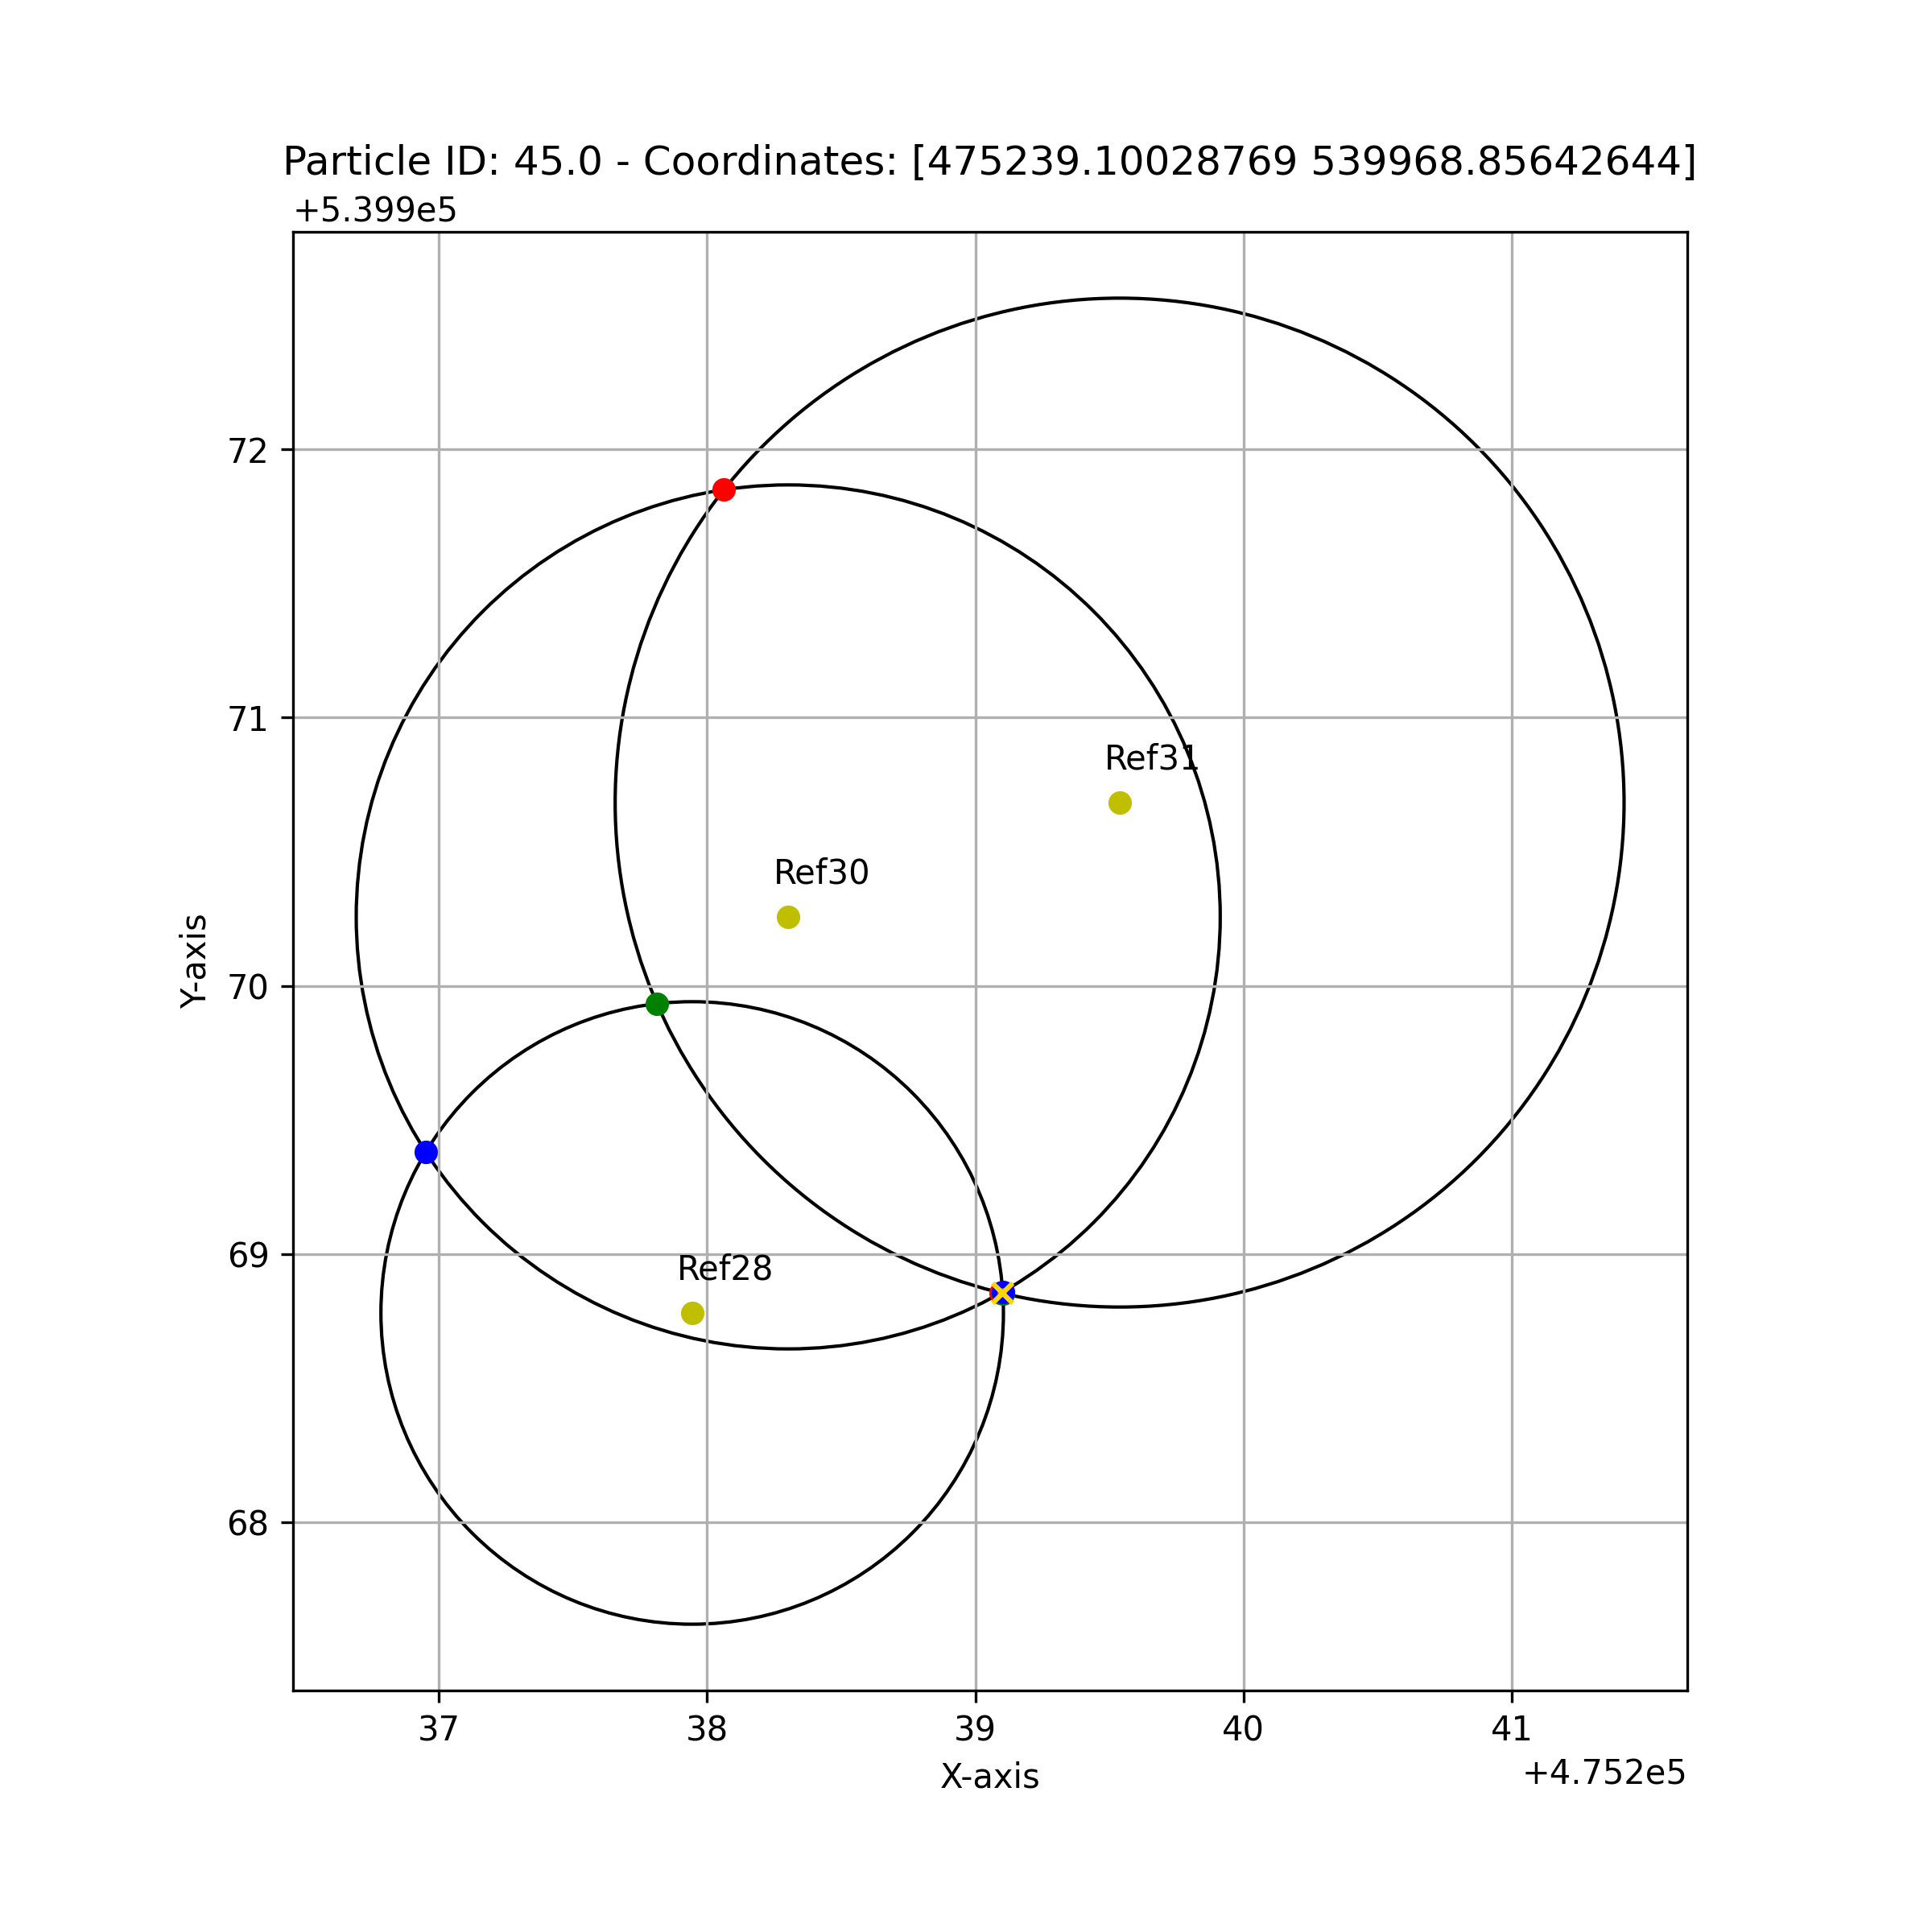 Particle ID: 45.0 - Coordinates: [475239.10028769 539968.85642644]
+5.399e5
72
71
Ref31
Ref30
Y-axis
70
69
Ref28
68
37 38 39 40 41
X-axis
+4.752e5